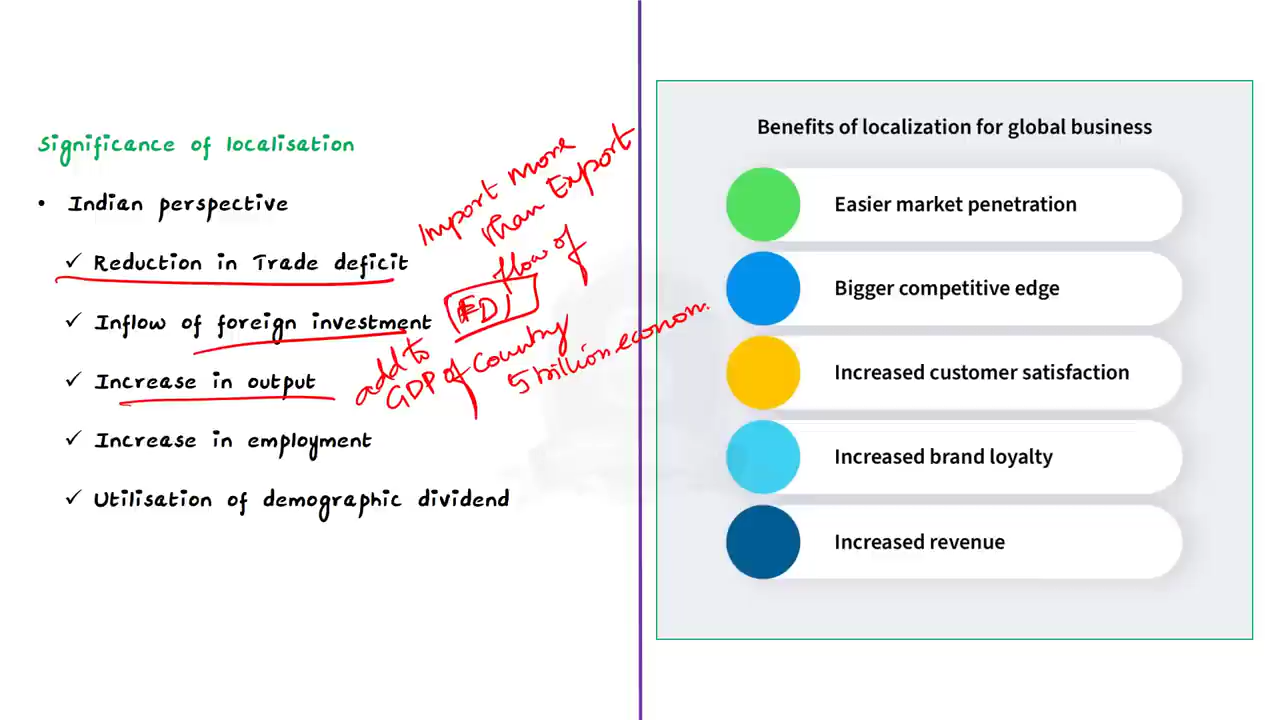 Significance of localisation
• Indian perspective
✓ Reduction in Trade deficit
✓ Inflow of foreign investment
✓ Increase in output
✓ Increase in employment
✓ Utilisation of demographic dividend
Import more
than Export
flow of
FDI
add to
GDP of Country
5 trillion econom.
Benefits of localization for global business
Easier market penetration
Bigger competitive edge
Increased customer satisfaction
Increased brand loyalty
Increased revenue